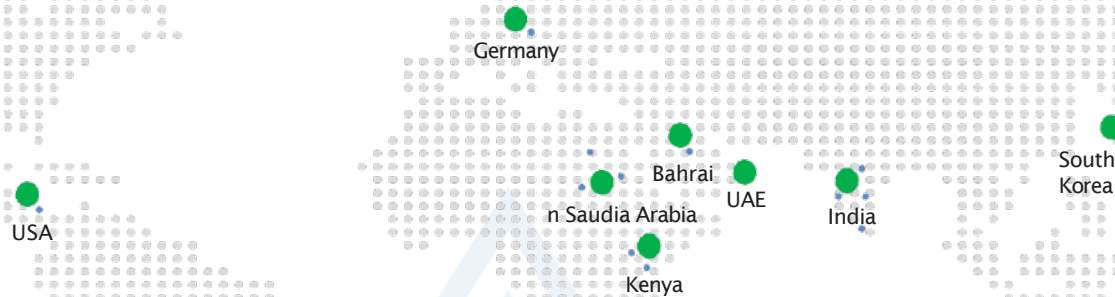 Germany
South
Korea
Bahrai
UAE
n Saudia Arabia
India
USA
Kenya